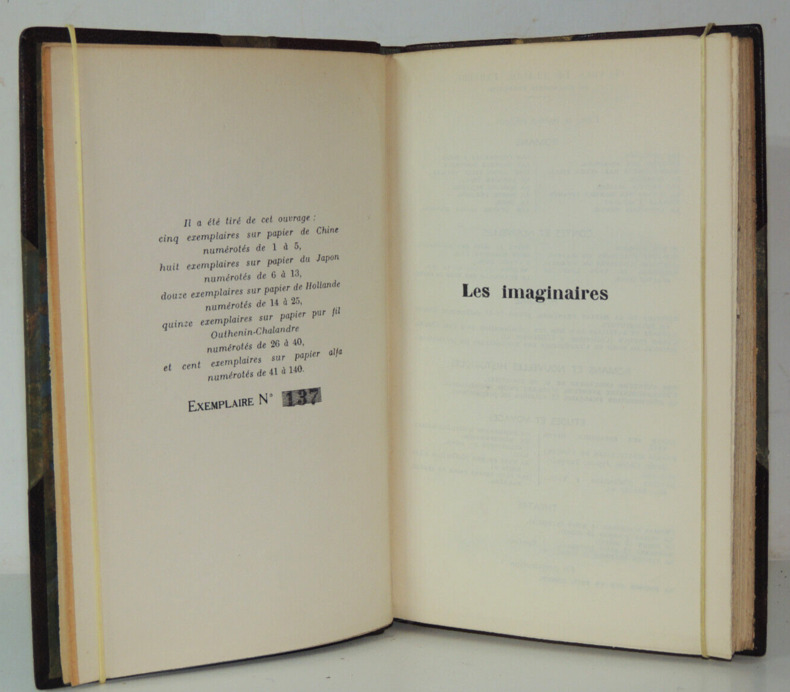 Il a été tiré de cet ouvrage :
cinq exemplaires sur papier de Chine
numérotés de 1 à 5,
huit exemplaires sur papier du Japon
numérotés de 6 à 13,
douze exemplaires sur papier de Hollande
numérotés de 14 à 25,
quinze exemplaires sur papier pur fil
Outhenin-Chalandre
numérotés de 26 à 40,
et cent exemplaires sur papier alfa
numérotés de 41 à 140.
EXEMPLAIRE N° 137
Les imaginaires